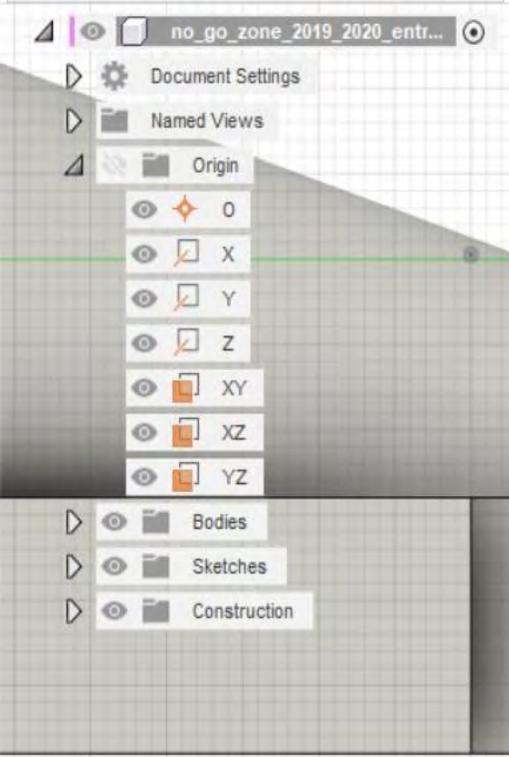 no_go_zone_2019_2020_entr...
Document Settings
Named Views
Origin
O
X
Y
Z
XY
XZ
YZ
Bodies
Sketches
Construction